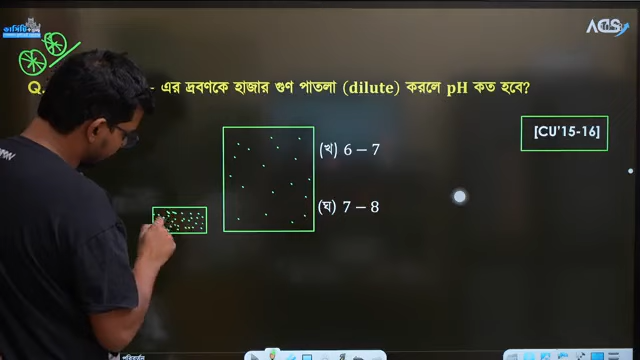 ভার্সিটি
ACS
Q.
- এর দ্রবণকে হাজার গুণ পাতলা (dilute) করলে pH কত হবে?
[CU'15-16]
(খ) 6 − 7
(ঘ) 7 − 8